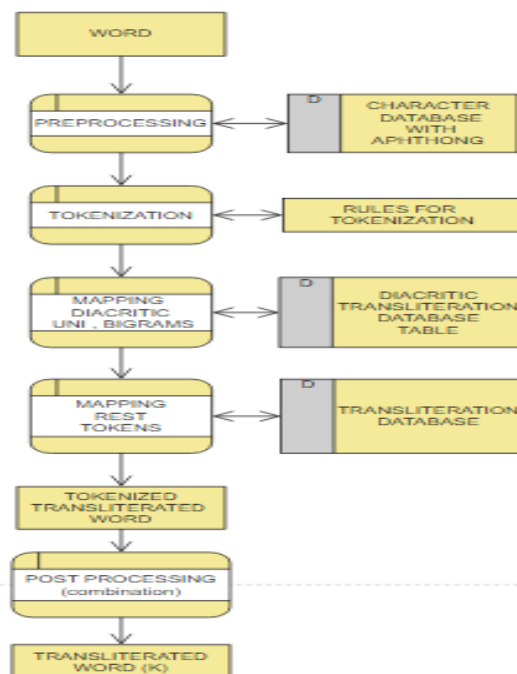 WORD
PREPROCESSING
D
CHARACTER
DATABASE
WITH
APHTHONG
TOKENIZATION
RULES FOR
TOKENIZATION
MAPPING
DIACRITIC
UNI , BIGRAMS
D
DIACRITIC
TRANSLITERATION
DATABASE
TABLE
MAPPING
REST
TOKENS
D
TRANSLITERATION
DATABASE
TOKENIZED
TRANSLITERATED
WORD
POST PROCESSING
(combination)
TRANSLITERATED
WORD (K)